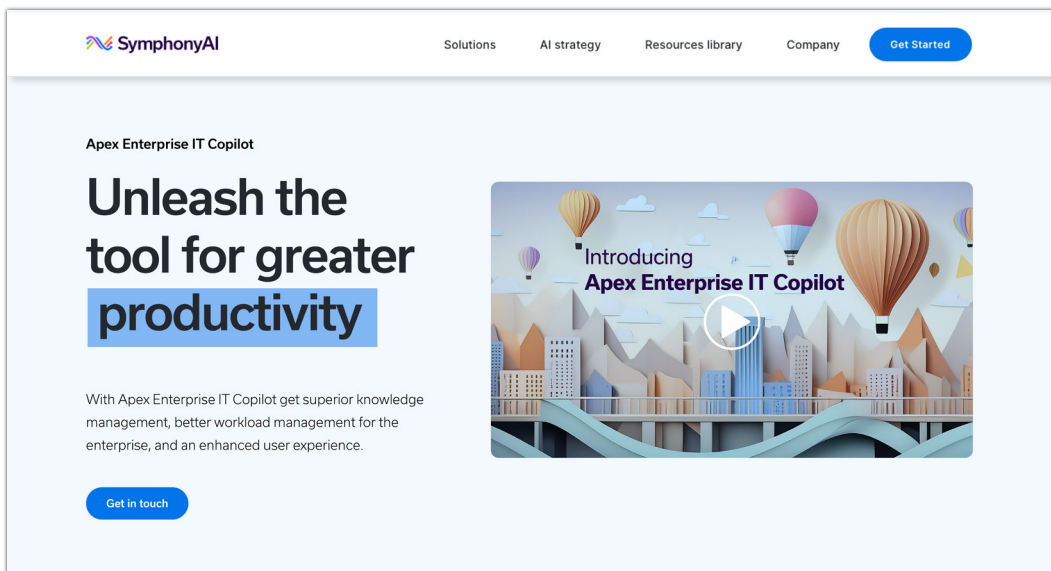 SymphonyAI
Solutions
AI strategy
Resources library
Company
Get Started
Apex Enterprise IT Copilot
Unleash the
tool for greater
productivity
Introducing
Apex Enterprise IT Copilot
With Apex Enterprise IT Copilot get superior knowledge
management, better workload management for the
enterprise, and an enhanced user experience.
Get in touch